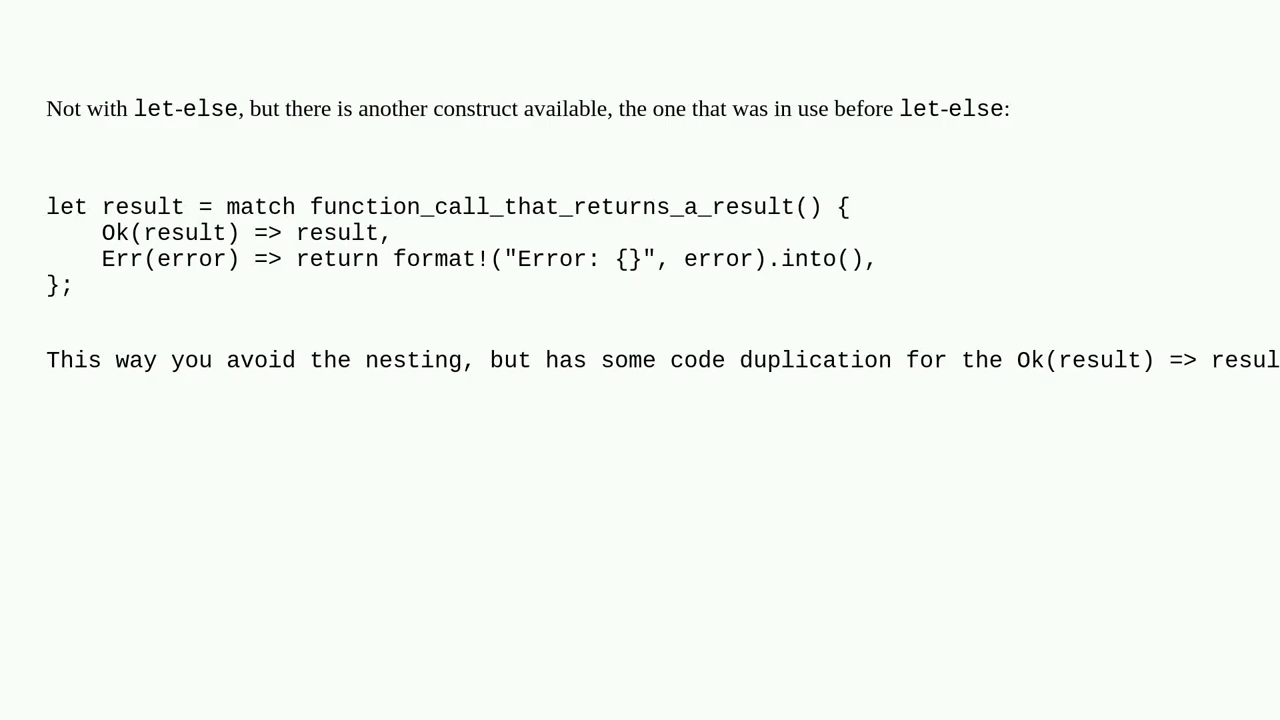 Not with let-else, but there is another construct available, the one that was in use before let-else:
let result = match function_call_that_returns_a_result() {
    Ok(result) => result,
    Err(error) => return format!("Error: {}", error).into(),
};
This way you avoid the nesting, but has some code duplication for the Ok(result) =>